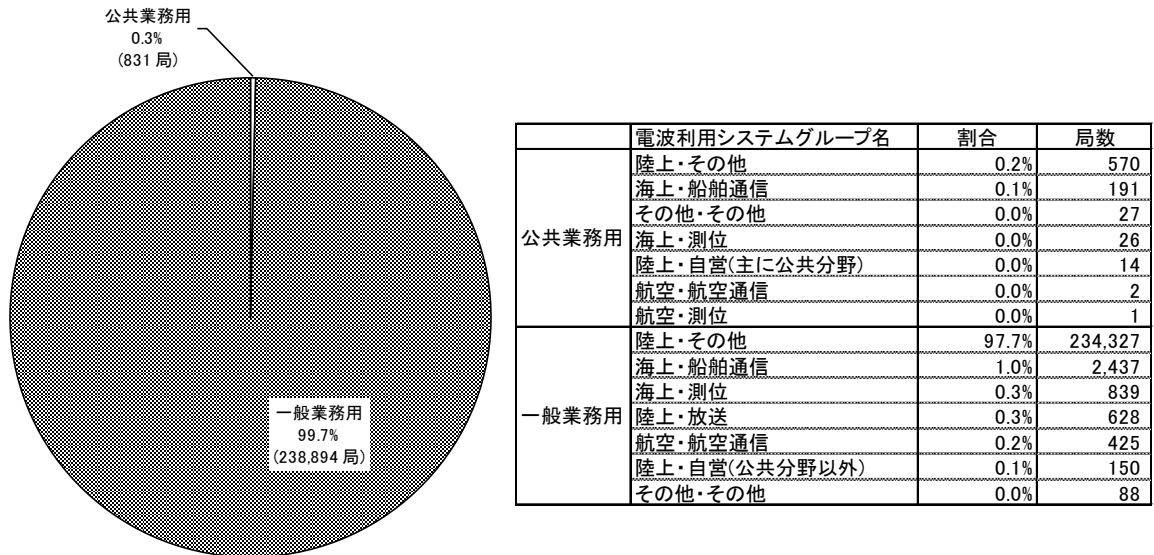 公共業務用
0.3%
(831 局)
一般業務用
99.7%
(238,894 局)
電波利用システムグループ名 割合 局数
公共業務用
陸上・その他 0.2% 570
海上・船舶通信 0.1% 191
その他・その他 0.0% 27
海上・測位 0.0% 26
陸上・自営(主に公共分野) 0.0% 14
航空・航空通信 0.0% 2
航空・測位 0.0% 1
一般業務用
陸上・その他 97.7% 234,327
海上・船舶通信 1.0% 2,437
海上・測位 0.3% 839
陸上・放送 0.3% 628
航空・航空通信 0.2% 425
陸上・自営(公共分野以外) 0.1% 150
その他・その他 0.0% 88